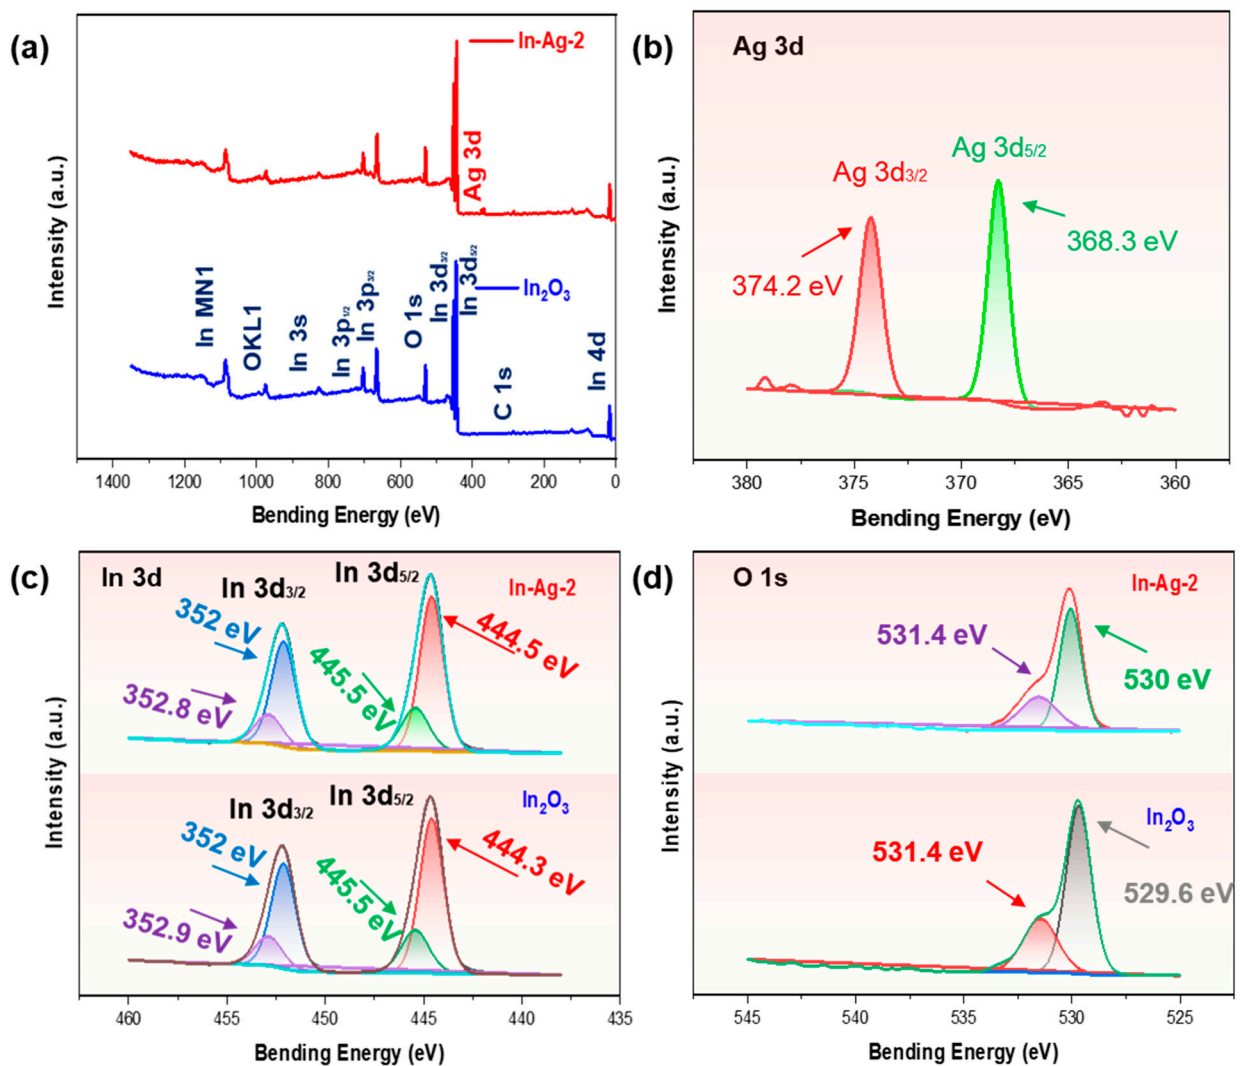 (a)
In-Ag-2
Ag 3d
In₂O₃
In MN1
OKL1
In 3s
In 3p1/2
In 3p3/2
O 1s
In 3d3/2
In 3d5/2
C 1s
In 4d
Intensity (a.u.)
Intensity (a.u.)
1400 1200 1000 800 600 400 200 0
Bending Energy (eV)
(b)
Ag 3d
Ag 3d5/2
Ag 3d3/2
368.3 eV
374.2 eV
Intensity (a.u.)
380 375 370 365 360
Bending Energy (eV)
(c)
In 3d
In 3d5/2
In 3d3/2
In-Ag-2
352 eV
444.5 eV
445.5 eV
352.8 eV
In 3d5/2
In 3d3/2
In₂O₃
352 eV
444.3 eV
445.5 eV
352.9 eV
Intensity (a.u.)
460 455 450 445 440 435
Bending Energy (eV)
(d)
O 1s
In-Ag-2
531.4 eV
530 eV
In₂O₃
531.4 eV
529.6 eV
Intensity (a.u.)
545 540 535 530 525
Bending Energy (eV)